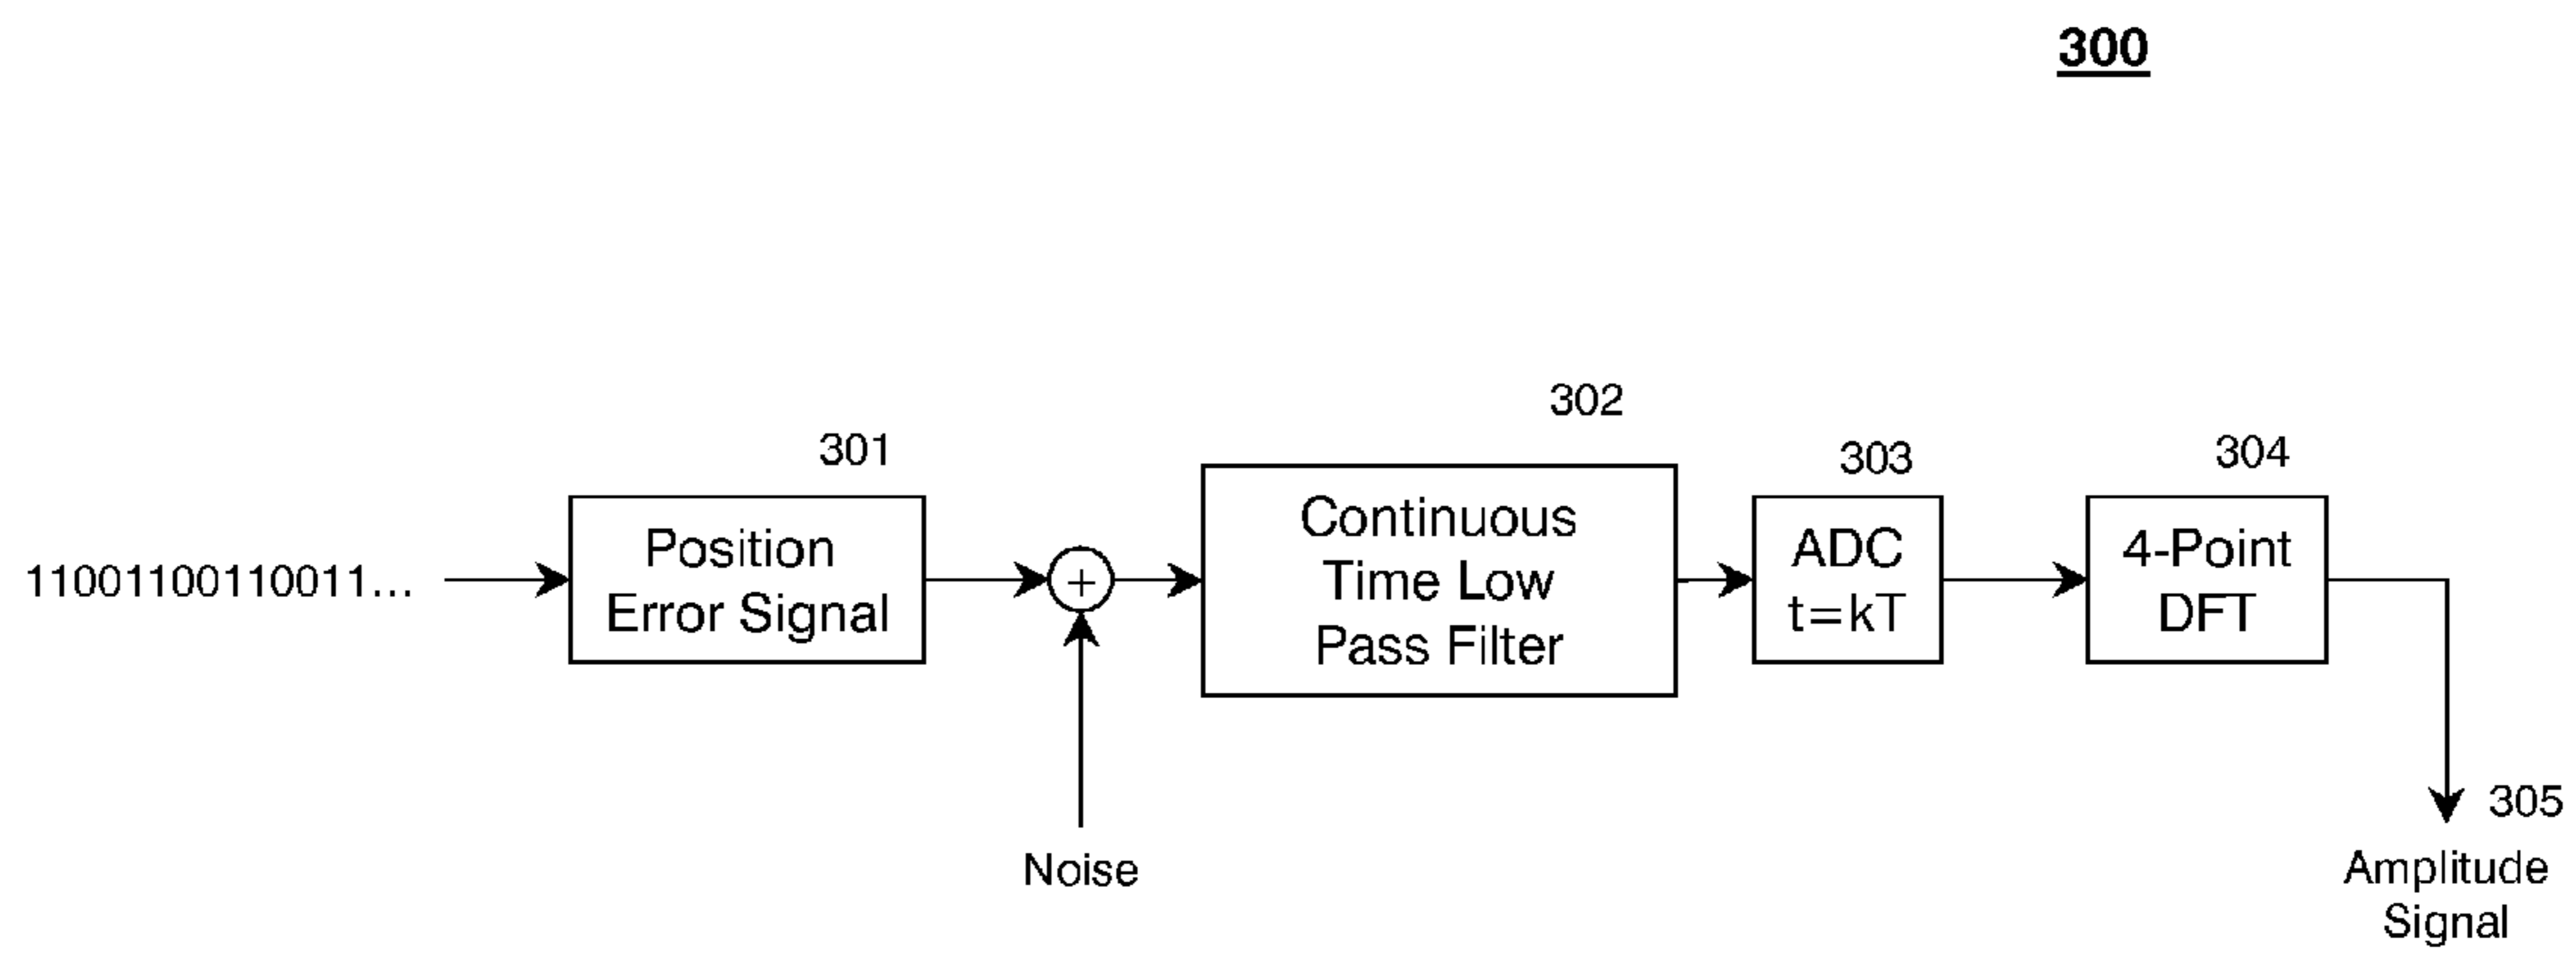 300
302
301
303
304
Continuous
Time Low
Pass Filter
Position
Error Signal
ADC
t=kT
4-Point
DFT
11001100110011...
+
305
Noise
Amplitude
Signal